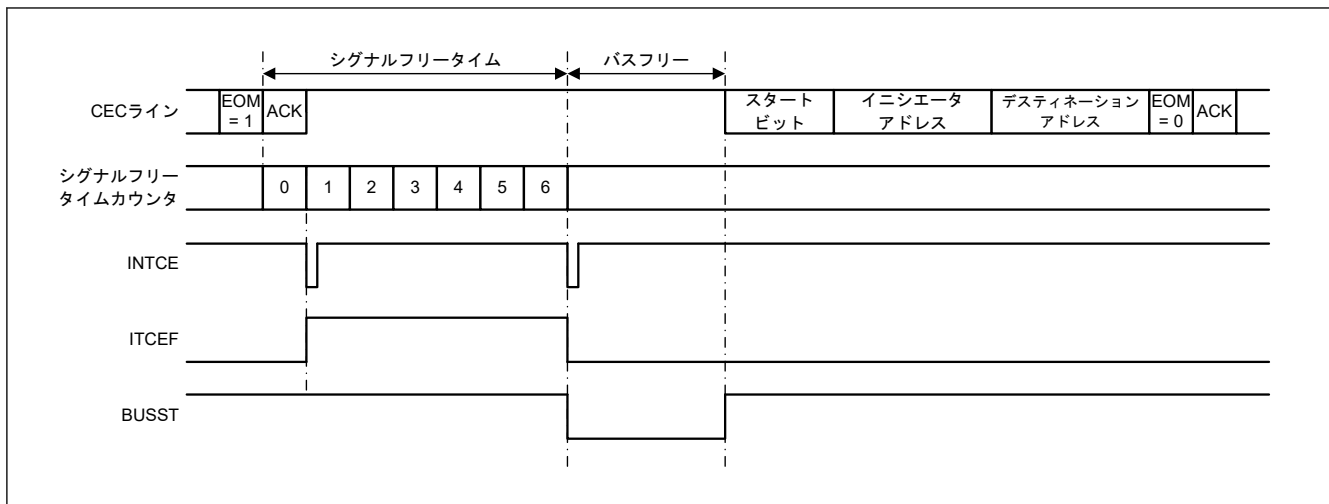 シグナルフリータイム
バスフリー
CECライン
EOM
= 1
ACK
スタート
ビット
イニシエータ
アドレス
デスティネーション
アドレス
EOM
= 0
ACK
シグナルフリー
タイムカウンタ
0
1
2
3
4
5
6
INTCE
ITCEF
BUSST